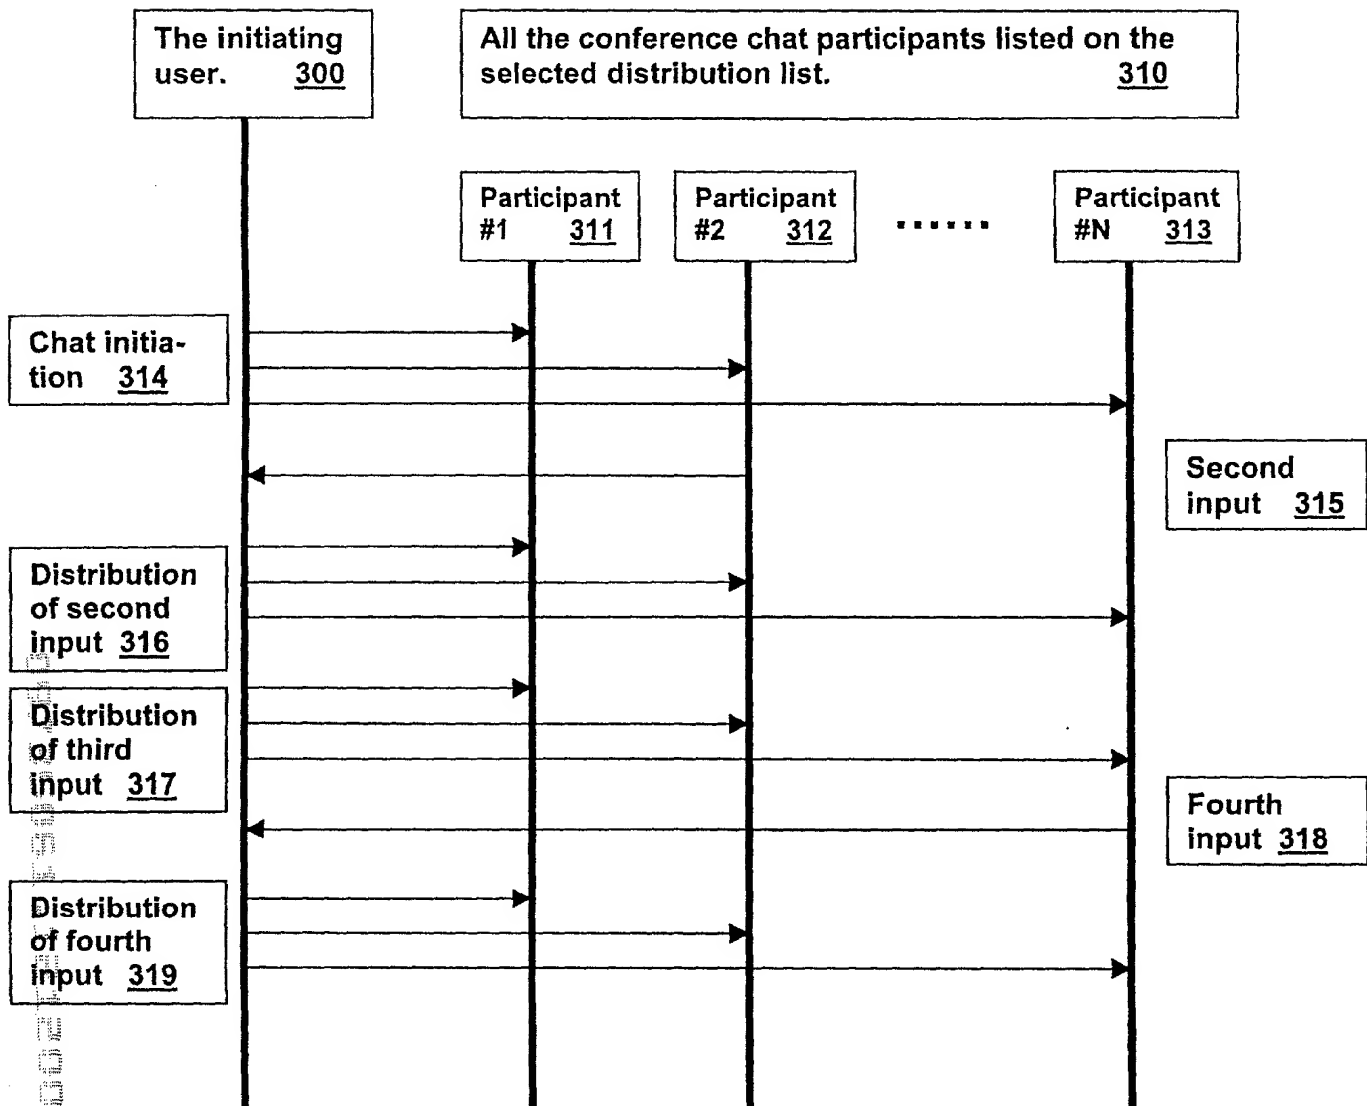 The initiating
user. 300
All the conference chat participants listed on the
selected distribution list. 310
Participant
#1 311
Participant
#2 312
......
Participant
#N 313
Chat initia-
tion 314
Second
input 315
Distribution
of second
input 316
Distribution
of third
input 317
Fourth
input 318
Distribution
of fourth
input 319